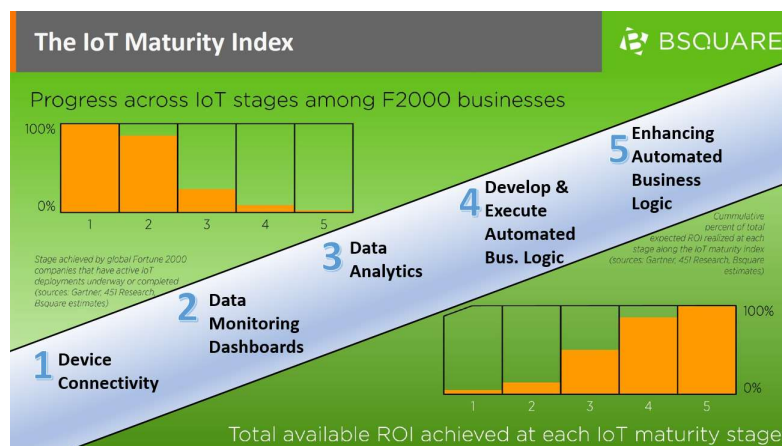 The IoT Maturity Index
BSQUARE
Progress across IoT stages among F2000 businesses
100%
0%
1 2 3 4 5
Stage achieved by global Fortune 2000
companies that have active IoT
deployments underway or completed
(sources: Gartner, 451 Research,
Bsquare estimates)
1 Device
Connectivity
2 Data
Monitoring
Dashboards
3 Data
Analytics
4 Develop &
Execute
Automated
Bus. Logic
5 Enhancing
Automated
Business
Logic
Cummulative
percent of total
expected ROI realized at each
stage along the IoT maturity index
(sources: Gartner, 451 Research, Bsquare
estimates)
100%
0%
1 2 3 4 5
Total available ROI achieved at each IoT maturity stage